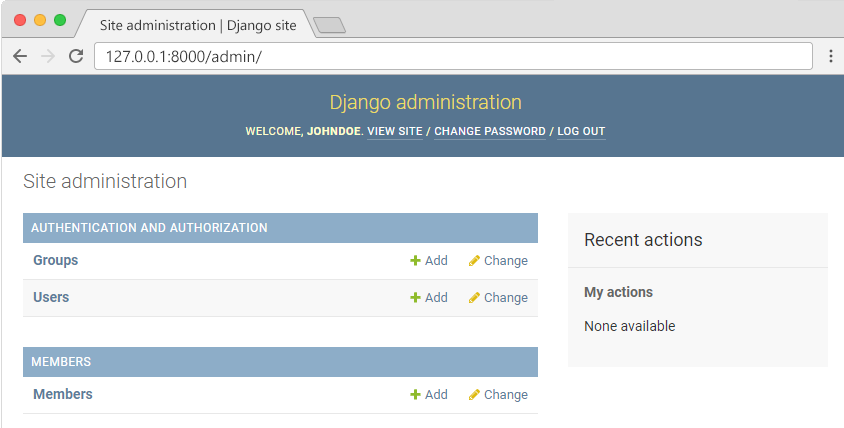 Site administration | Django site
127.0.0.1:8000/admin/
Django administration
WELCOME, JOHNDOE. VIEW SITE / CHANGE PASSWORD / LOG OUT
Site administration
AUTHENTICATION AND AUTHORIZATION
Groups Add Change
Users Add Change
MEMBERS
Members Add Change
Recent actions
My actions
None available